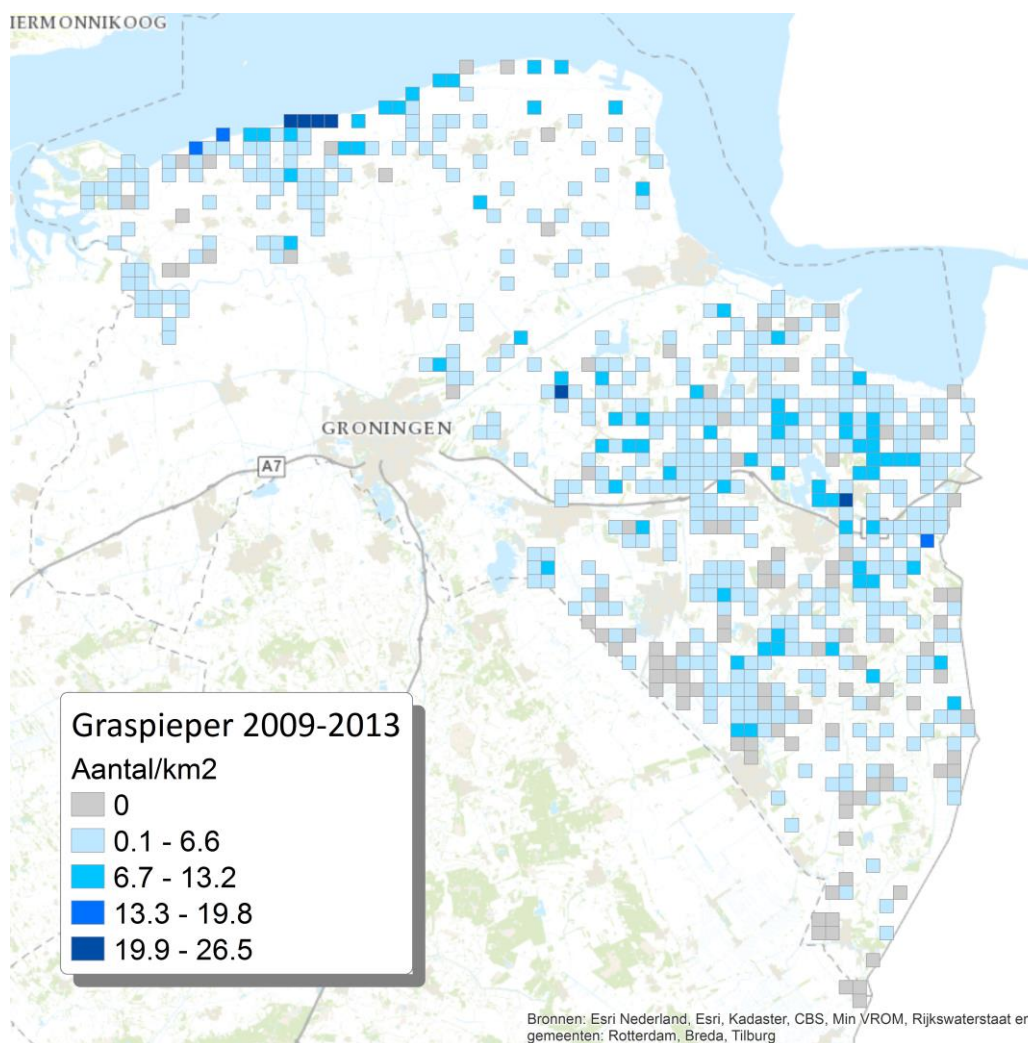 IERMONNIKOOG
GRONINGEN
A7
Graspieper 2009-2013
Aantal/km2
0
0.1 - 6.6
6.7 - 13.2
13.3 - 19.8
19.9 - 26.5
Bronnen: Esri Nederland, Esri, Kadaster, CBS, Min VROM, Rijkswaterstaat en
gemeenten: Rotterdam, Breda, Tilburg